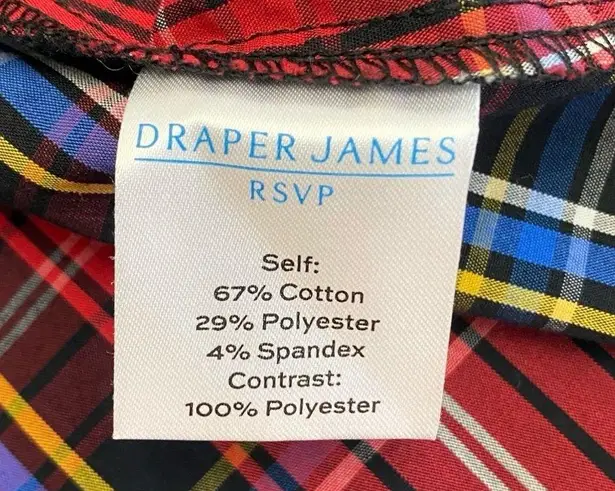 DRAPER JAMES
RSVP
Self:
67% Cotton
29% Polyester
4% Spandex
Contrast:
100% Polyester